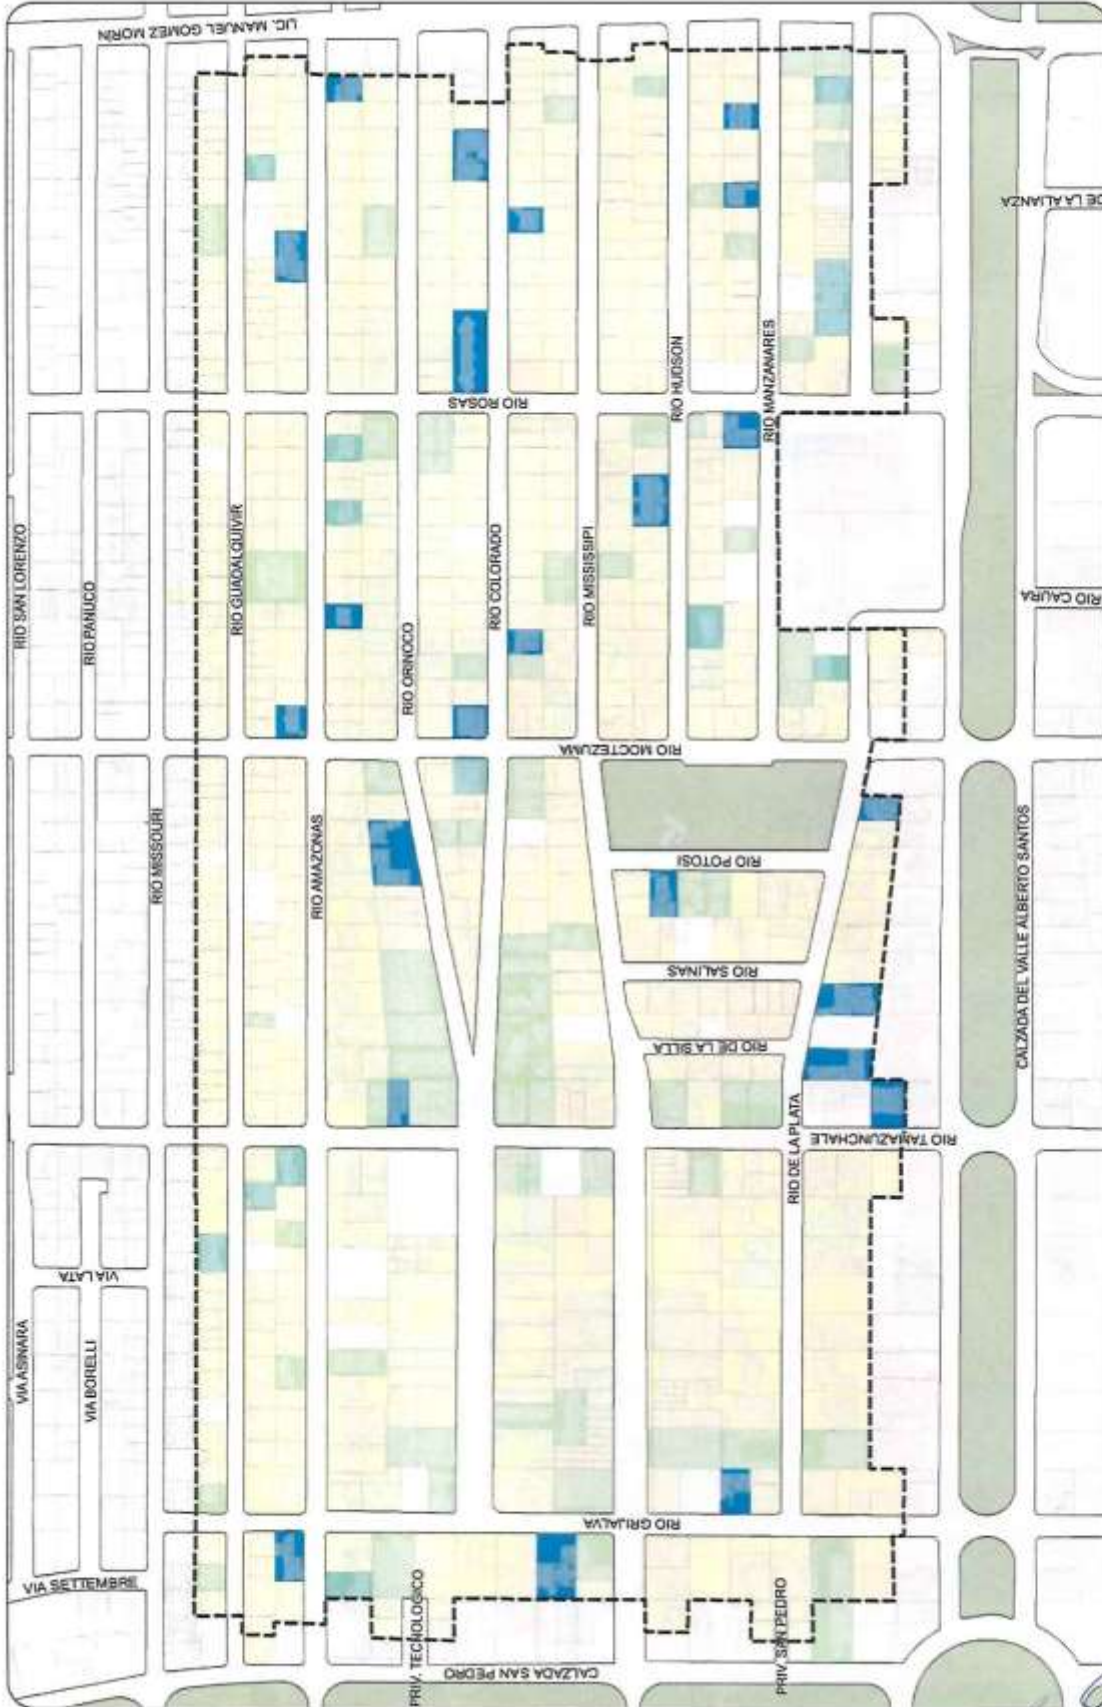 LIC. MANUEL GOMEZ MORIN
DE LA ALIANZA
RIO HUDSON
RIO MANZANARES
RIO ROSAS
RIO SAN LORENZO
RIO PANUCO
RIO GUADALQUIVIR
RIO COLORADO
RIO MISSISSIPI
RIO CAURA
RIO ORINOCO
RIO MOCTEZUMA
RIO MISSOURI
RIO AMAZONAS
RIO POTOSI
RIO SALINAS
RIO DE LA SILLA
CALZADA DEL VALLE ALBERTO SANTOS
RIO DE LA PLATA
RIO TAMAZUNCHALE
VIA LATA
VIA ASINARA
VIA BORELLI
RIO GRIJALVA
VIA SETTEMBRE
PRIV. TECNOLOGICO
PRIV. SAN PEDRO
CALZADA SAN PEDRO